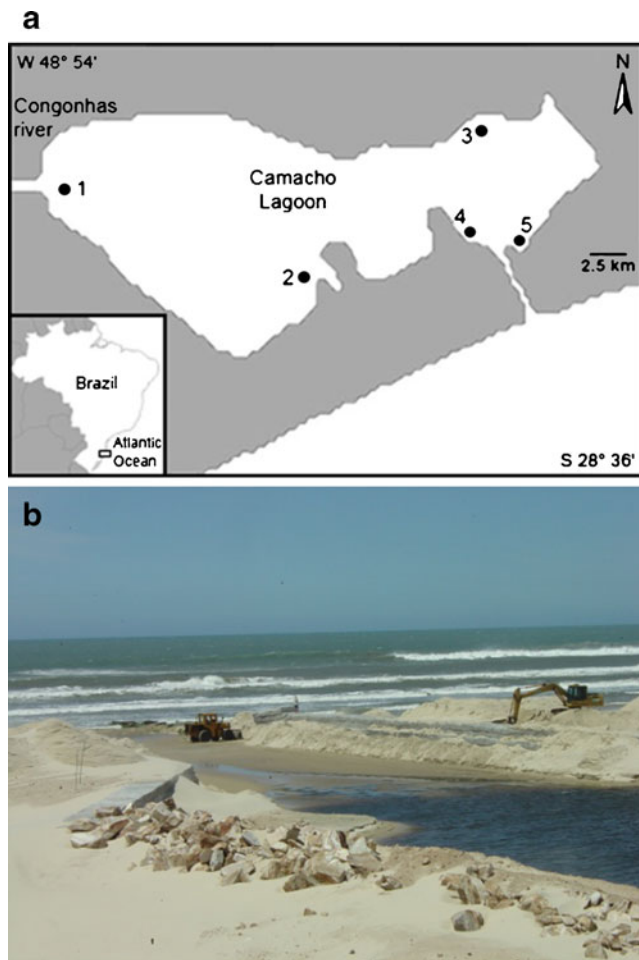 a
W 48° 54'
N
Congonhas
river
3
1
Camacho
Lagoon
4
5
2
2.5 km
Brazil
Atlantic
Ocean
S 28° 36'
b